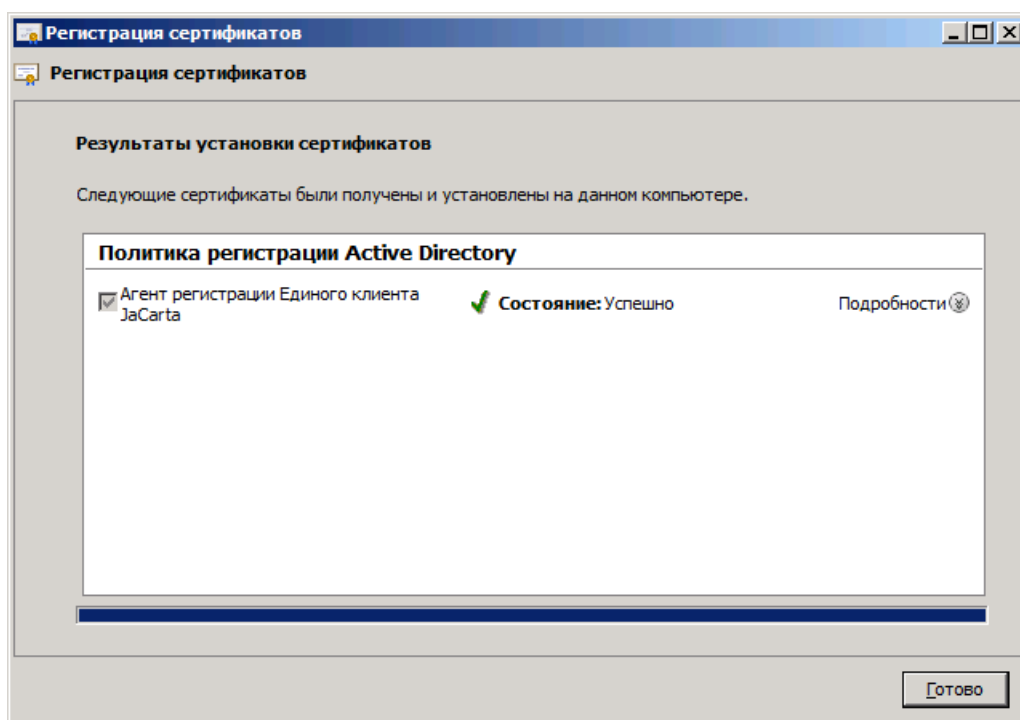 Регистрация сертификатов
Регистрация сертификатов
Результаты установки сертификатов
Следующие сертификаты были получены и установлены на данном компьютере.
Политика регистрации Active Directory
Агент регистрации Единого клиента
JaCarta
Состояние: Успешно
Подробности
Готово